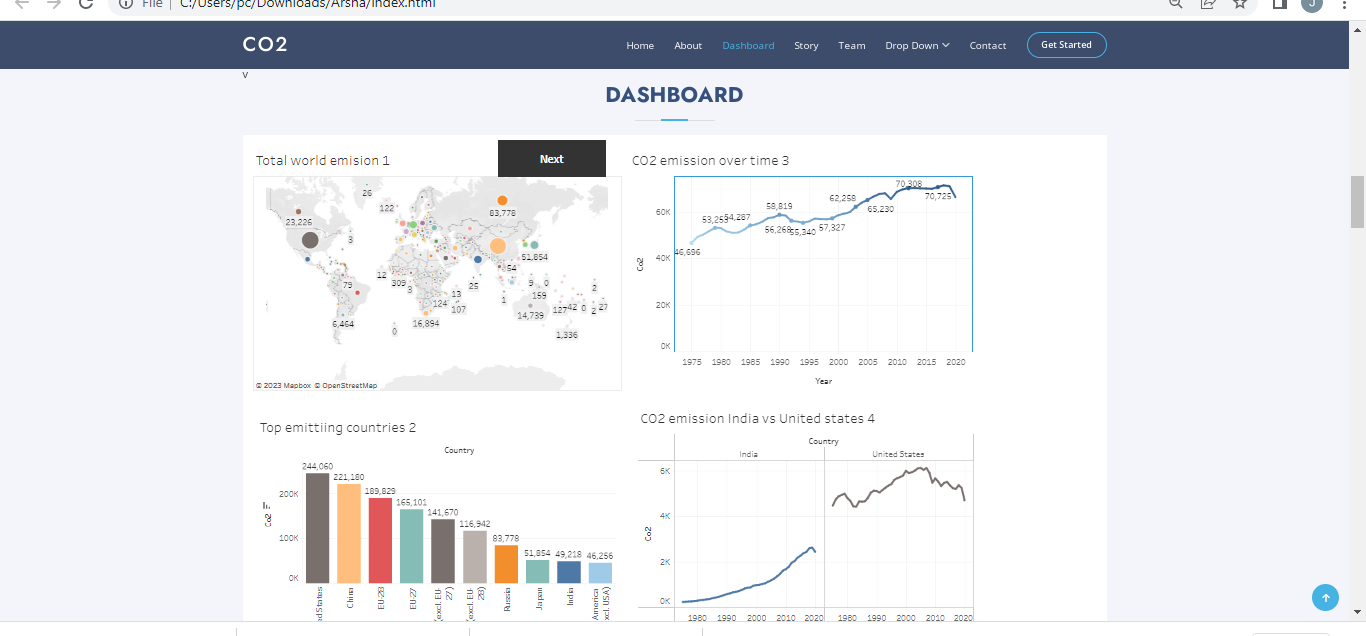 File | C:/Users/pc/Downloads/Arsha/index.html
J
CO2
Home About Dashboard Story Team Drop Down Contact Get Started
v
DASHBOARD
Total world emision 1
Next
26
122
83,778
23,226
3
51,854
54
12
309
3
79
25
13
124
107
9 0
159
1
2
14,739
127 42 0 2 27
6,464
0
16,894
1,336
© 2023 Mapbox © OpenStreetMap
CO2 emission over time 3
Co2
60K
40K
20K
0K
46,696
54,287
58,819
56,268
55,340
57,327
62,258
65,230
70,308
70,725
1975 1980 1985 1990 1995 2000 2005 2010 2015 2020
Year
Top emittiing countries 2
Country
Co2
200K
100K
0K
244,060
221,180
189,829
165,101
141,670
116,942
83,778
51,854
49,218
46,256
d States
China
EU-28
EU-27
(excl. EU-27)
(excl. EU-28)
Russia
Japan
India
America
xcl. USA)
CO2 emission India vs United states 4
Country
India United States
Co2
6K
4K
2K
0K
1980 1990 2000 2010 2020 1980 1990 2000 2010 2020